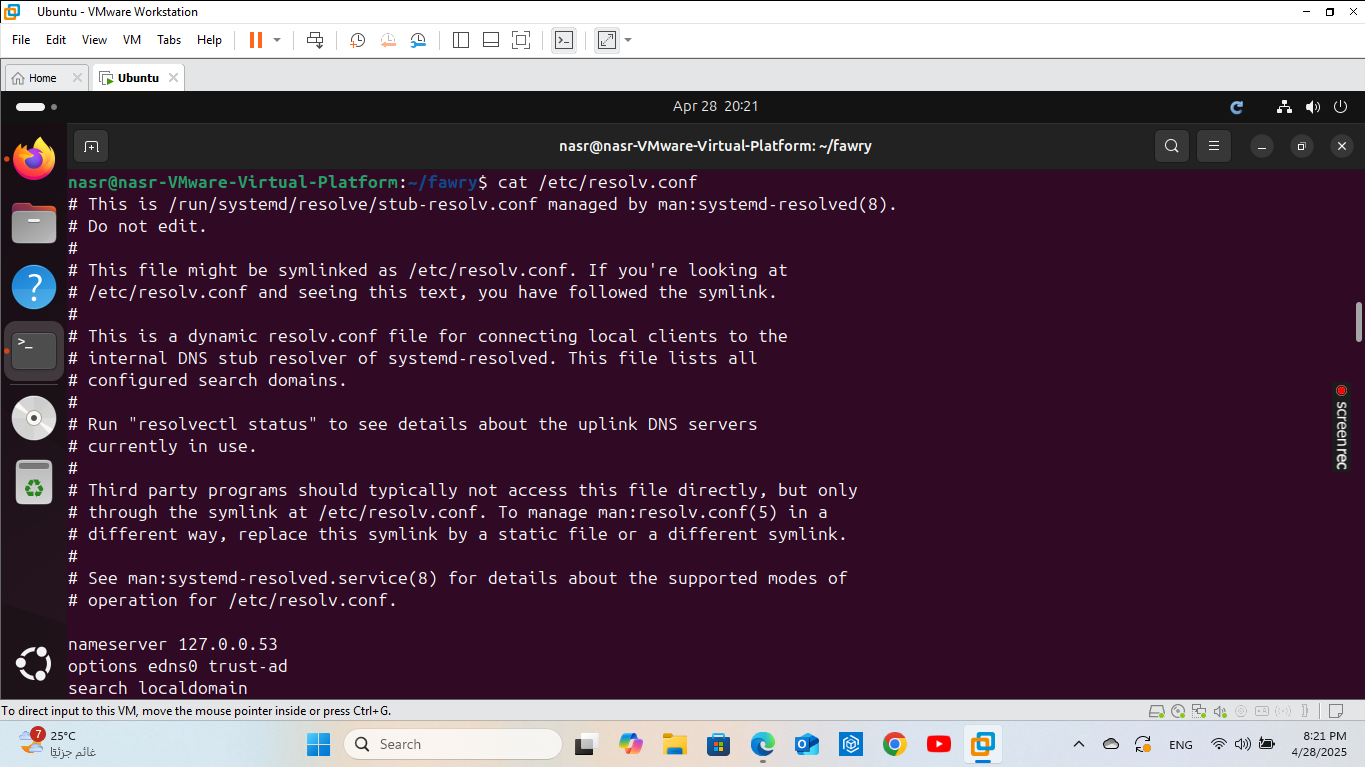 Ubuntu - VMware Workstation
File Edit View VM Tabs Help
Home
Ubuntu
Apr 28 20:21
nasr@nasr-VMware-Virtual-Platform: ~/fawry
nasr@nasr-VMware-Virtual-Platform:~/fawry$ cat /etc/resolv.conf
# This is /run/systemd/resolve/stub-resolv.conf managed by man:systemd-resolved(8).
# Do not edit.
#
# This file might be symlinked as /etc/resolv.conf. If you're looking at
# /etc/resolv.conf and seeing this text, you have followed the symlink.
#
# This is a dynamic resolv.conf file for connecting local clients to the
# internal DNS stub resolver of systemd-resolved. This file lists all
# configured search domains.
#
# Run "resolvectl status" to see details about the uplink DNS servers
# currently in use.
#
# Third party programs should typically not access this file directly, but only
# through the symlink at /etc/resolv.conf. To manage man:resolv.conf(5) in a
# different way, replace this symlink by a static file or a different symlink.
#
# See man:systemd-resolved.service(8) for details about the supported modes of
# operation for /etc/resolv.conf.
nameserver 127.0.0.53
options edns0 trust-ad
search localdomain
screenrec
To direct input to this VM, move the mouse pointer inside or press Ctrl+G.
7
25°C
غائم جزئيًا
Search
ENG
8:21 PM
4/28/2025